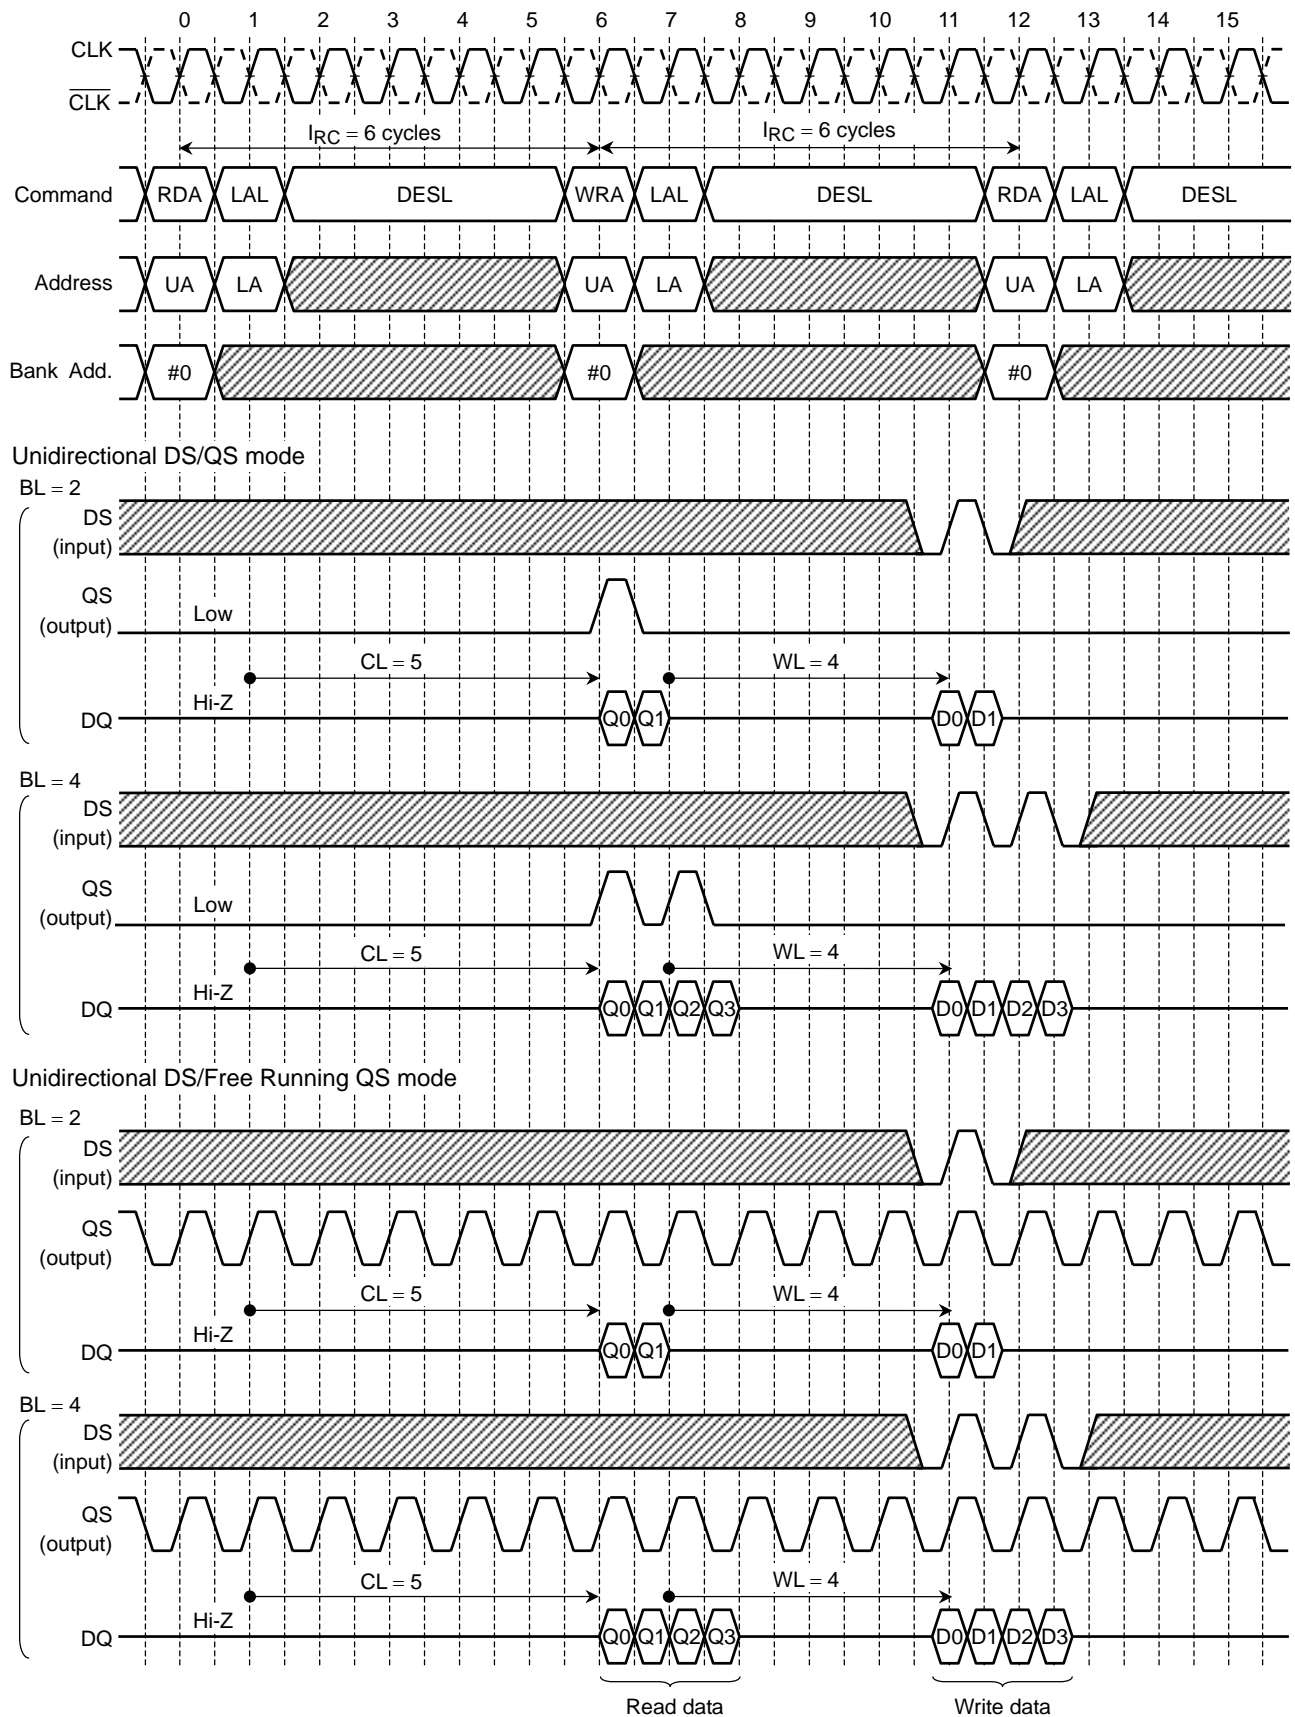 0 1 2 3 4 5 6 7 8 9 10 11 12 13 14 15
CLK
CLK
IRC = 6 cycles IRC = 6 cycles
Command RDA LAL DESL WRA LAL DESL RDA LAL DESL
Address UA LA UA LA UA LA
Bank Add. #0 #0 #0
Unidirectional DS/QS mode
BL = 2
DS
(input)
QS
(output) Low
CL = 5 WL = 4
Hi-Z
DQ Q0 Q1 D0 D1
BL = 4
DS
(input)
QS
(output) Low
CL = 5 WL = 4
Hi-Z
DQ Q0 Q1 Q2 Q3 D0 D1 D2 D3
Unidirectional DS/Free Running QS mode
BL = 2
DS
(input)
QS
(output)
CL = 5 WL = 4
Hi-Z
DQ Q0 Q1 D0 D1
BL = 4
DS
(input)
QS
(output)
CL = 5 WL = 4
Hi-Z
DQ Q0 Q1 Q2 Q3 D0 D1 D2 D3
Read data Write data